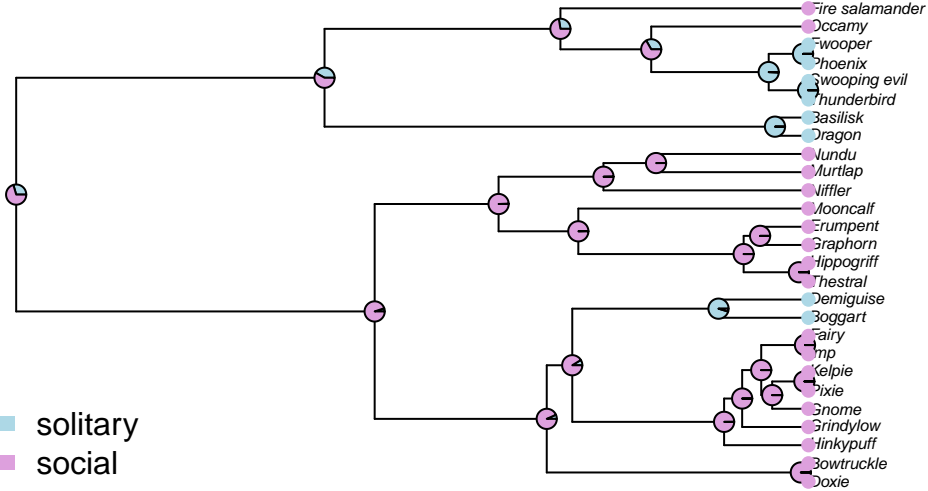 Fire salamander
Occamy
Fwooper
Phoenix
Swooping evil
Thunderbird
Basilisk
Dragon
Nundu
Murtlap
Niffler
Mooncalf
Erumpent
Graphorn
Hippogriff
Thestral
Demiguise
Boggart
Fairy
Imp
Kelpie
Pixie
Gnome
Grindylow
Hinkypuff
Bowtruckle
Doxie
solitary
social